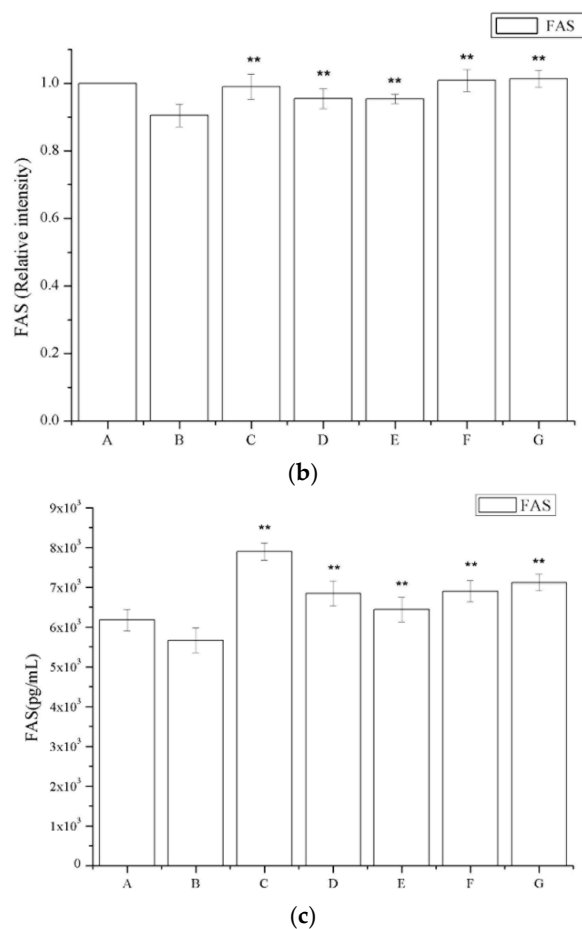 FAS
** ** ** ** **
1.0
0.8
0.6
0.4
0.2
0.0
FAS (Relative intensity)
A B C D E F G
(b)
FAS
** ** ** ** **
9x10³
8x10³
7x10³
6x10³
5x10³
4x10³
3x10³
2x10³
1x10³
0
FAS(pg/mL)
A B C D E F G
(c)